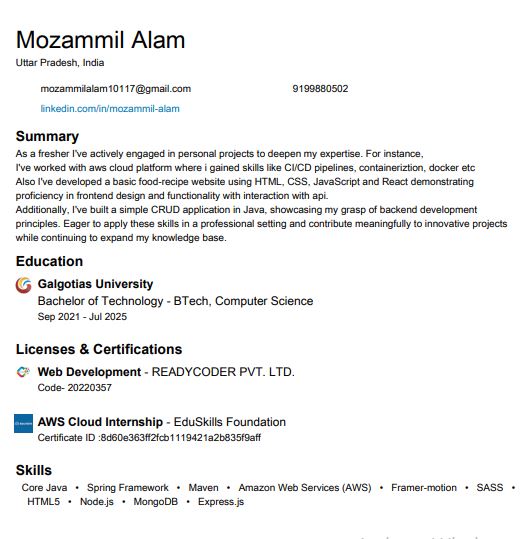 Mozammil Alam
Uttar Pradesh, India
mozammilalam10117@gmail.com 9199880502
linkedin.com/in/mozammil-alam
Summary
As a fresher I've actively engaged in personal projects to deepen my expertise. For instance,
I've worked with aws cloud platform where i gained skills like CI/CD pipelines, containeriztion, docker etc
Also I've developed a basic food-recipe website using HTML, CSS, JavaScript and React demonstrating
proficiency in frontend design and functionality with interaction with api.
Additionally, I've built a simple CRUD application in Java, showcasing my grasp of backend development
principles. Eager to apply these skills in a professional setting and contribute meaningfully to innovative projects
while continuing to expand my knowledge base.
Education
Galgotias University
Bachelor of Technology - BTech, Computer Science
Sep 2021 - Jul 2025
Licenses & Certifications
Web Development - READYCODER PVT. LTD.
Code- 20220357
AWS Cloud Internship - EduSkills Foundation
Certificate ID :8d60e363ff2fcb1119421a2b835f9aff
Skills
Core Java • Spring Framework • Maven • Amazon Web Services (AWS) • Framer-motion • SASS •
HTML5 • Node.js • MongoDB • Express.js